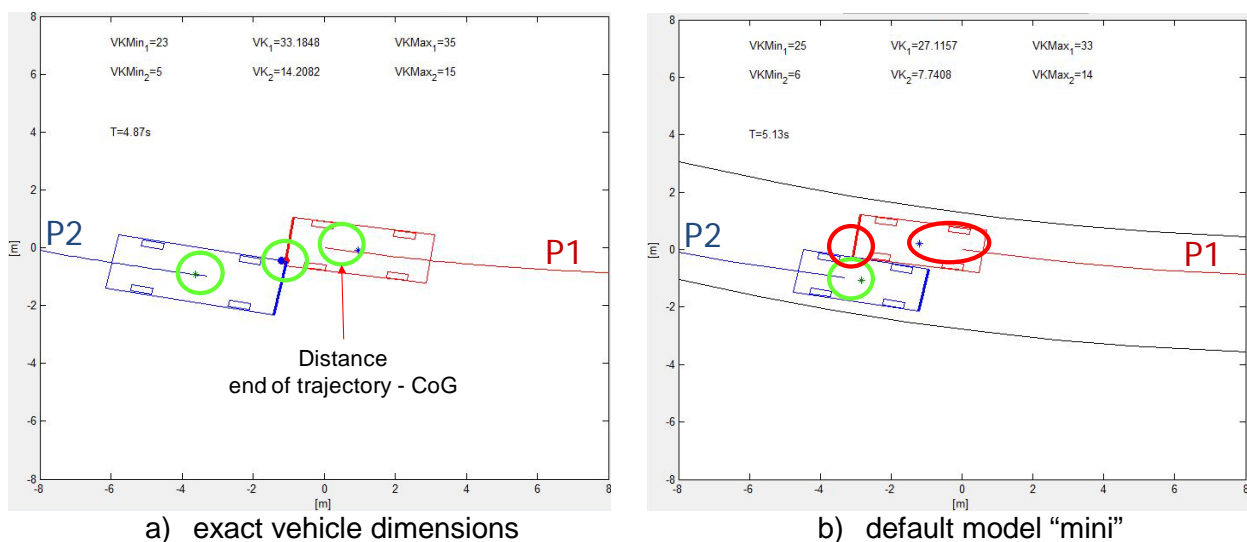 VKMin1=23 VK1=33.1848 VKMax1=35
VKMin2=5 VK2=14.2082 VKMax2=15
T=4.87s
P2
P1
Distance
end of trajectory - CoG
8
6
4
2
0
-2
-4
-6
-8
[m]
-8 -6 -4 -2 0 2 4 6 8
[m]
a) exact vehicle dimensions
VKMin1=25 VK1=27.1157 VKMax1=33
VKMin2=6 VK2=7.7408 VKMax2=14
T=5.13s
P2
P1
8
6
4
2
0
-2
-4
-6
-8
[m]
-8 -6 -4 -2 0 2 4 6 8
[m]
b) default model “mini”